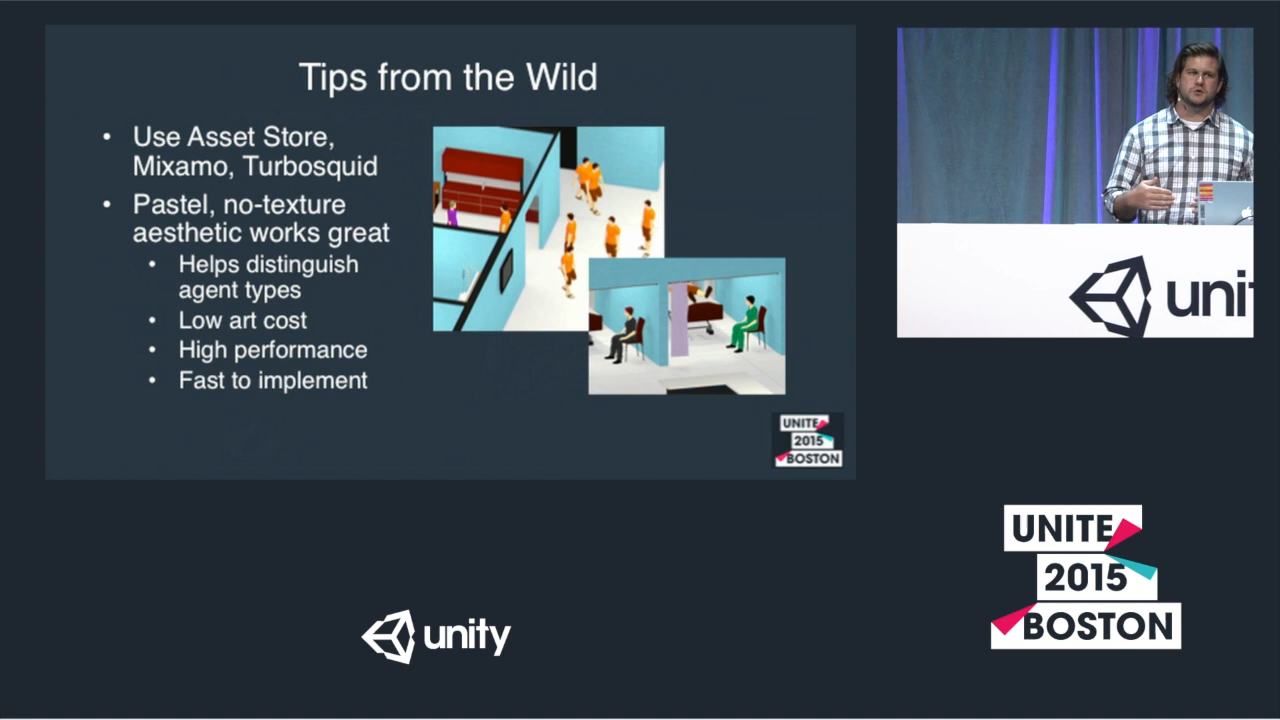 Tips from the Wild
• Use Asset Store,
Mixamo, Turbosquid
• Pastel, no-texture
aesthetic works great
• Helps distinguish
agent types
• Low art cost
• High performance
• Fast to implement
UNITE
2015
BOSTON
uni
unity
UNITE
2015
BOSTON